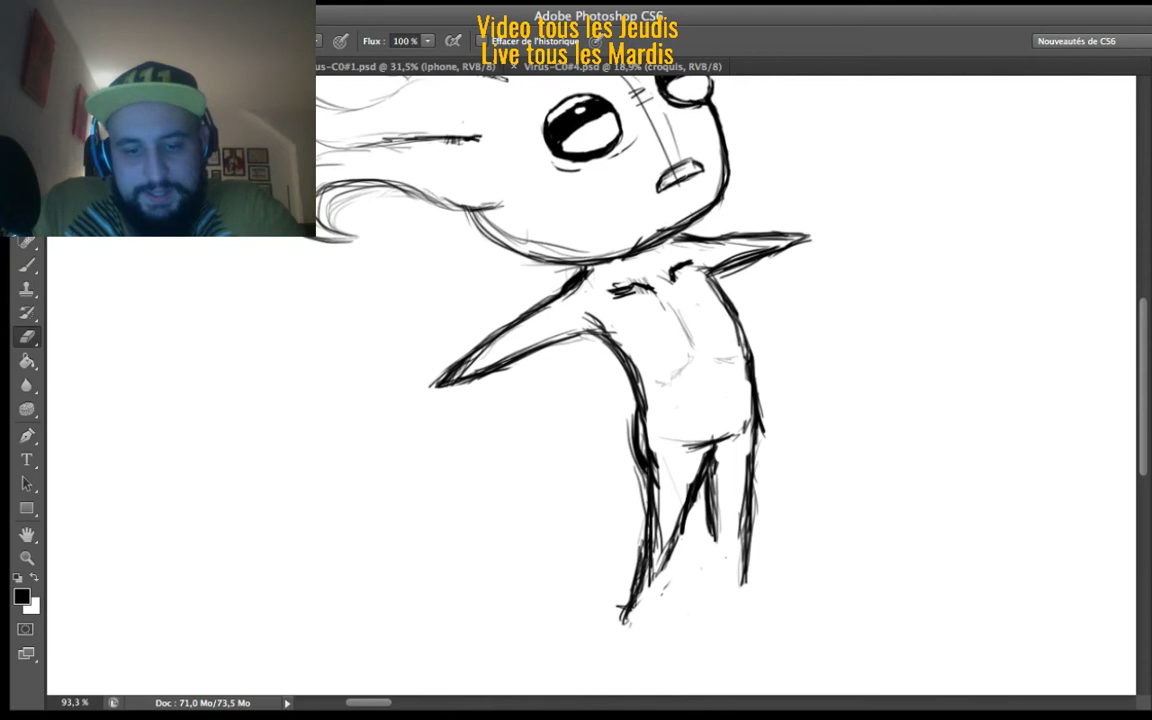 Adobe Photoshop CS6
Video tous les Jeudis
Live tous les Mardis
Flux : 100 %
Effacer de l'historique
Nouveautés de CS6
us-C0#1.psd @ 31,5% (iphone, RVB/8)
× Virus-C0#4.psd @ 18,9% (croquis, RVB/8)
T
93,3 %
Doc : 71,0 Mo/73,5 Mo